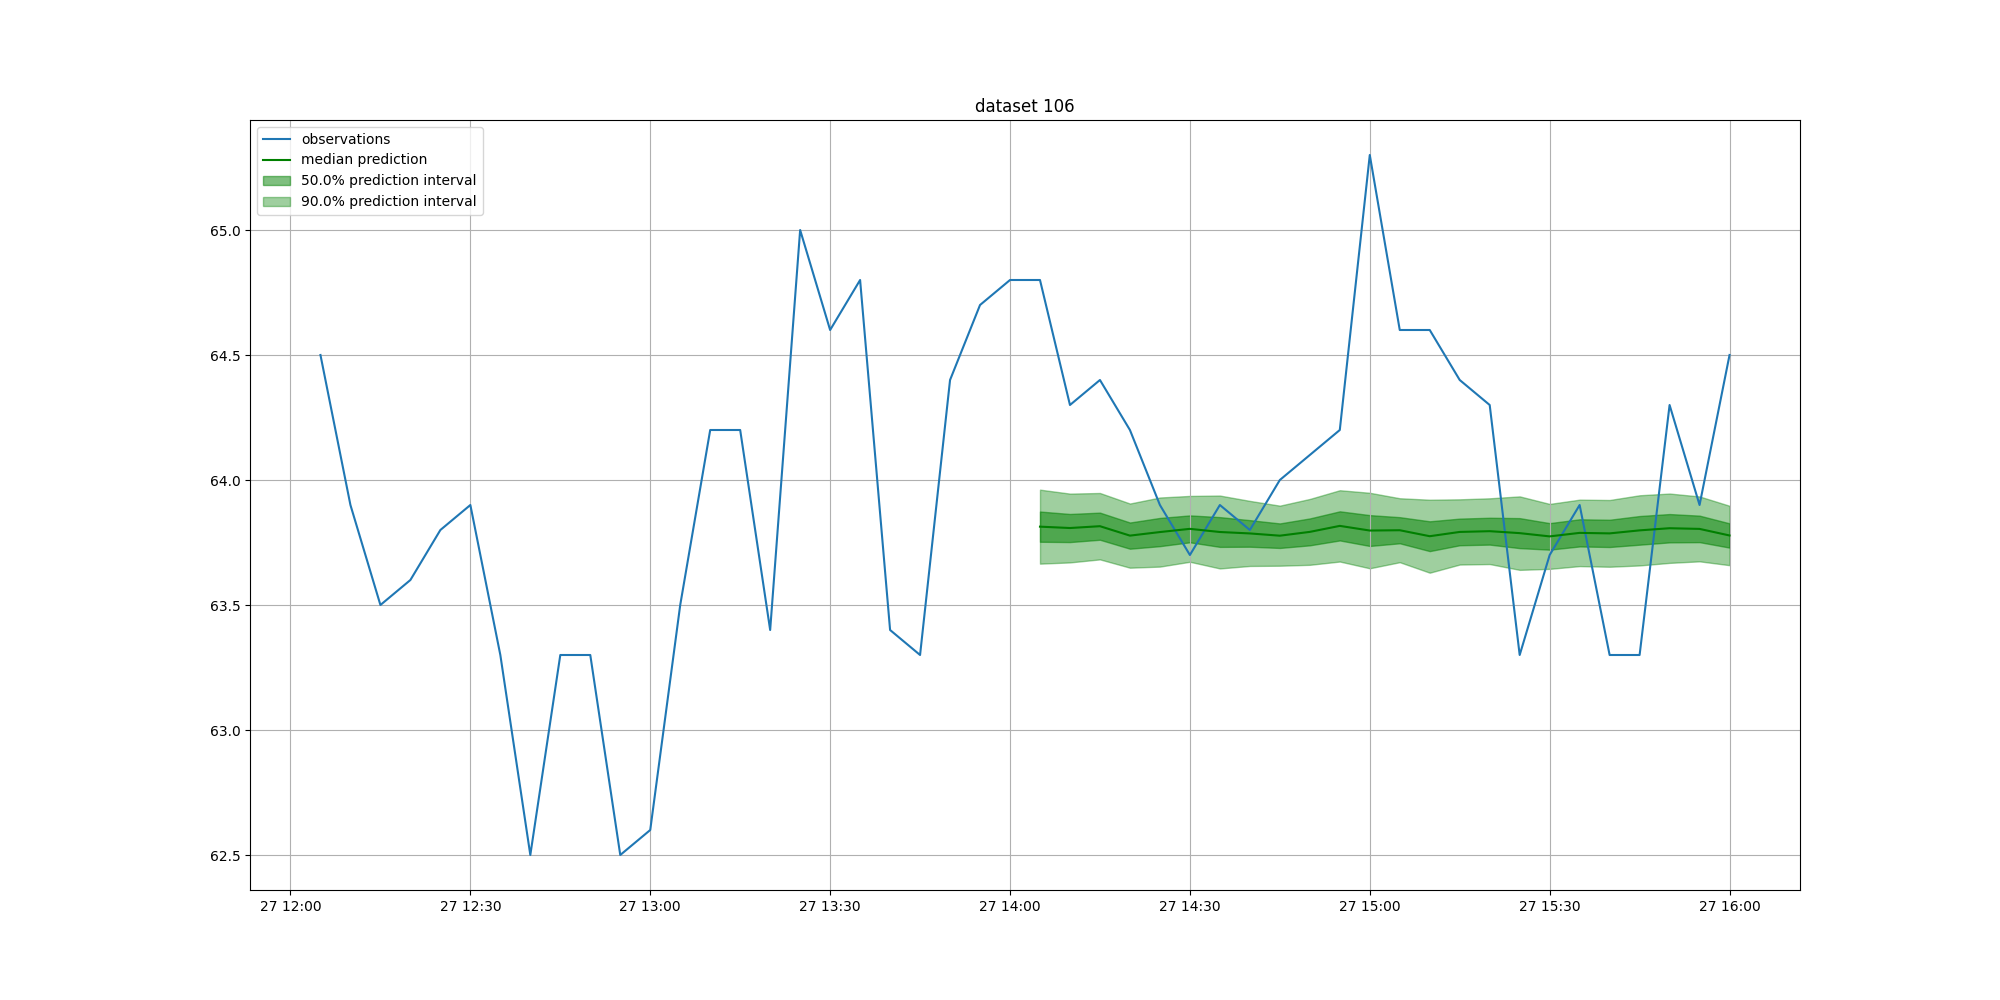 dataset 106
observations
median prediction
50.0% prediction interval
90.0% prediction interval
65.0
64.5
64.0
63.5
63.0
62.5
27 12:00 27 12:30 27 13:00 27 13:30 27 14:00 27 14:30 27 15:00 27 15:30 27 16:00